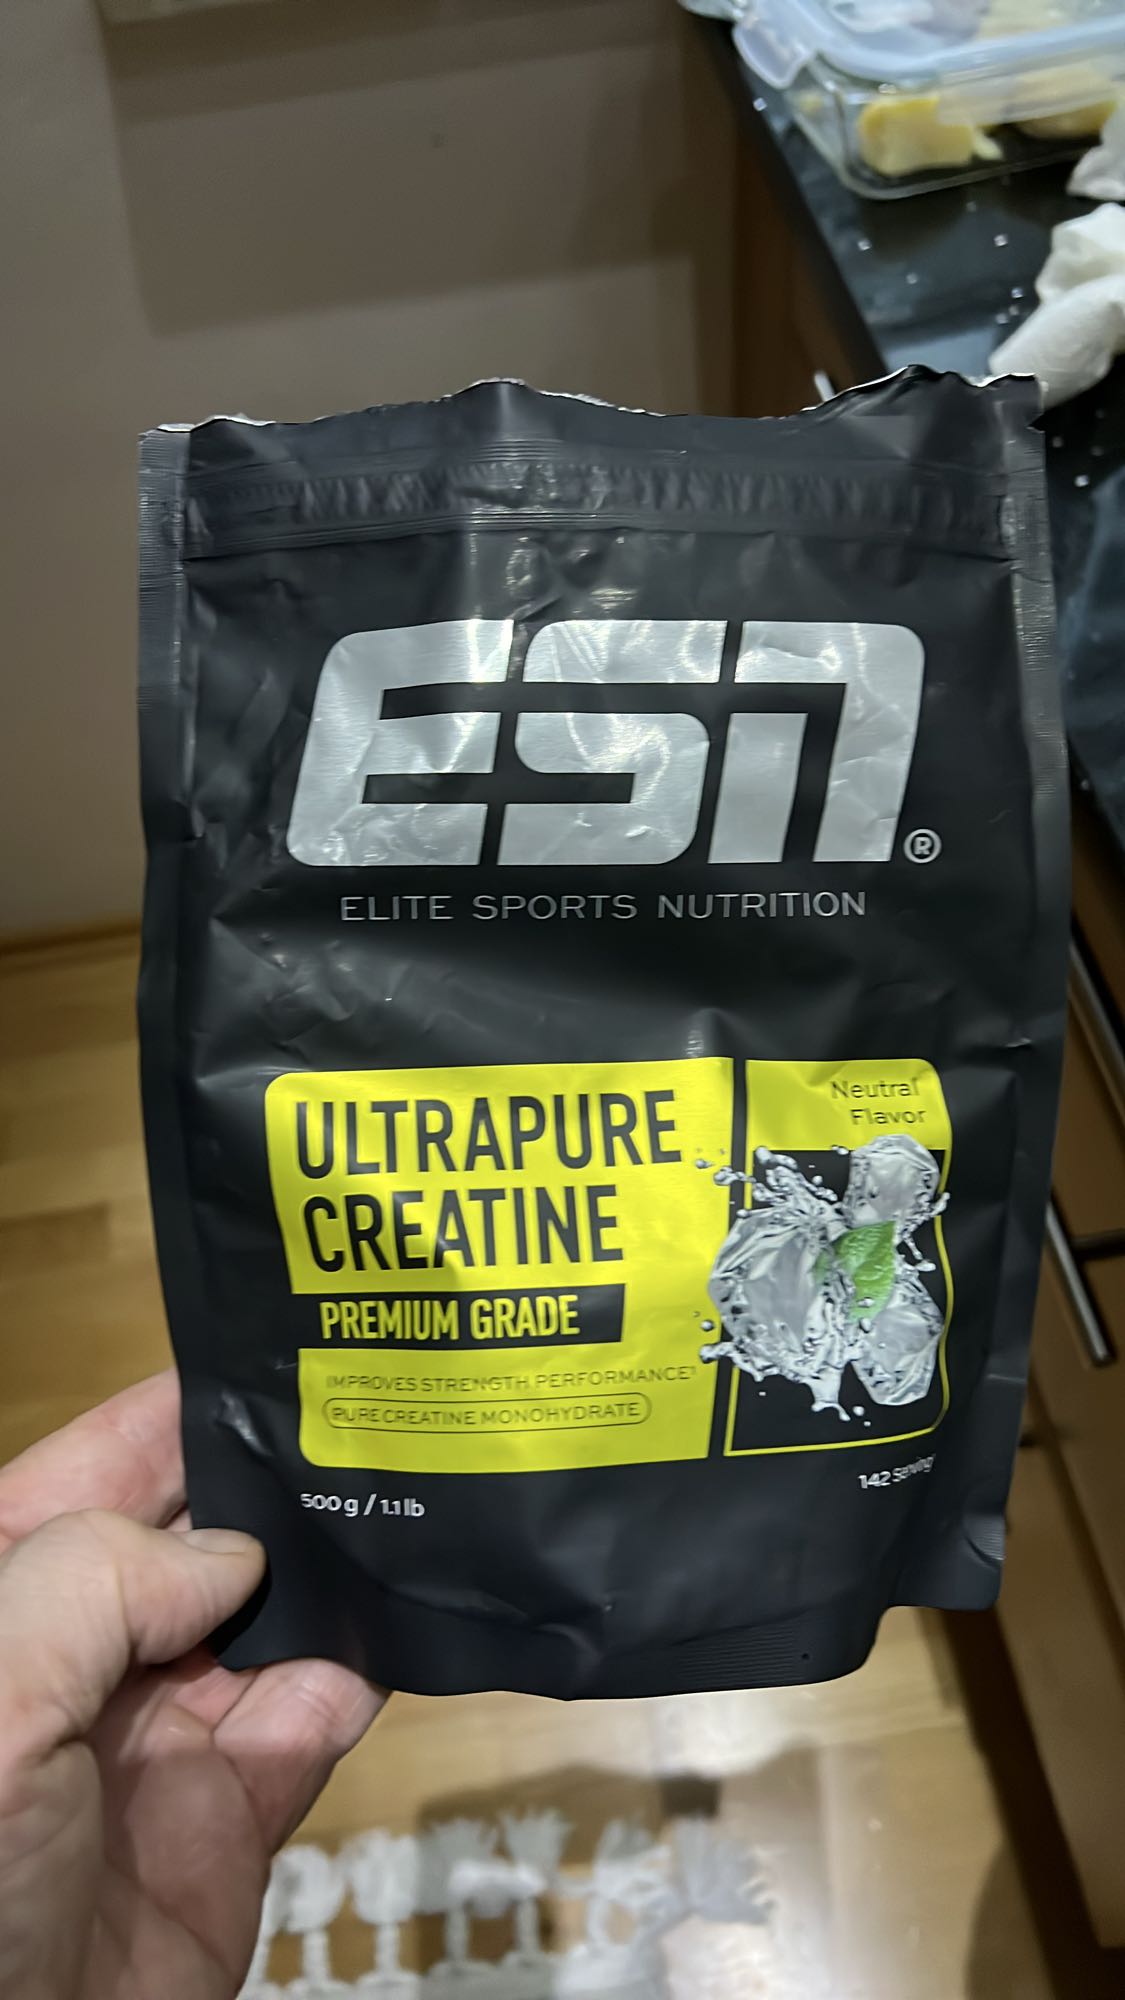 ESN®
ELITE SPORTS NUTRITION
ULTRAPURE
CREATINE
PREMIUM GRADE
IMPROVES STRENGTH PERFORMANCE¹
PURE CREATINE MONOHYDRATE
Neutral
Flavor
500 g / 1.1 lb
142 Serving